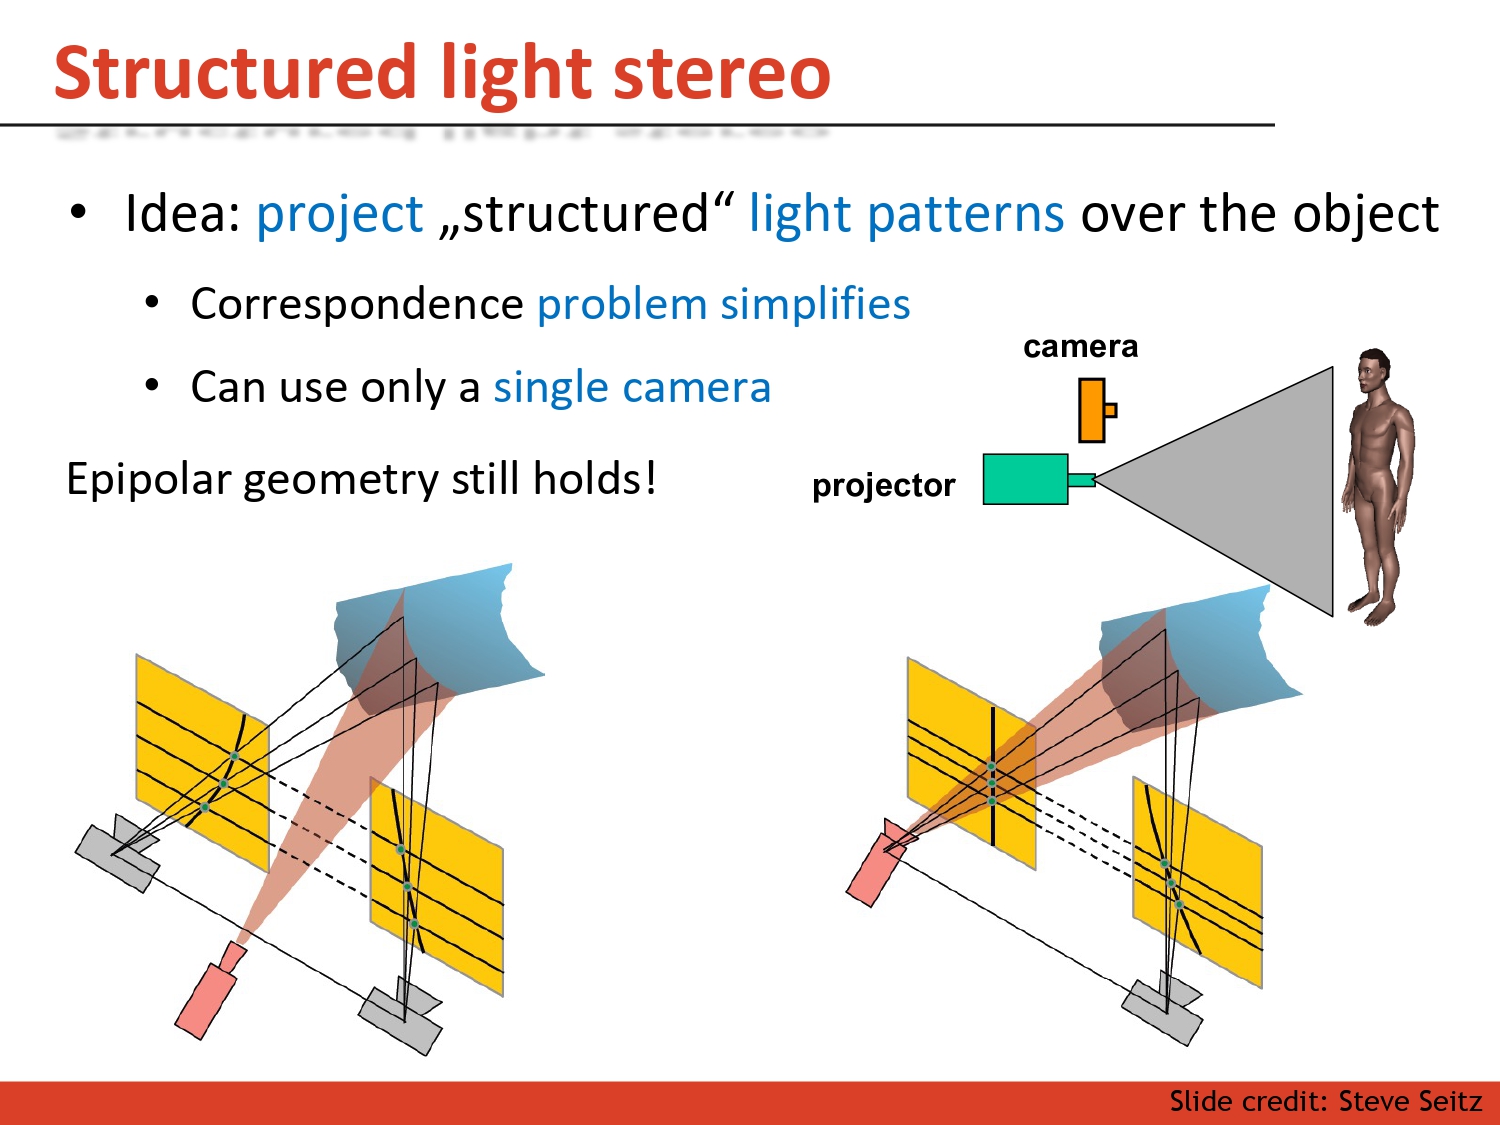 Structured light stereo
• Idea: project „structured“ light patterns over the object
• Correspondence problem simplifies
• Can use only a single camera
Epipolar geometry still holds!
camera
projector
Slide credit: Steve Seitz